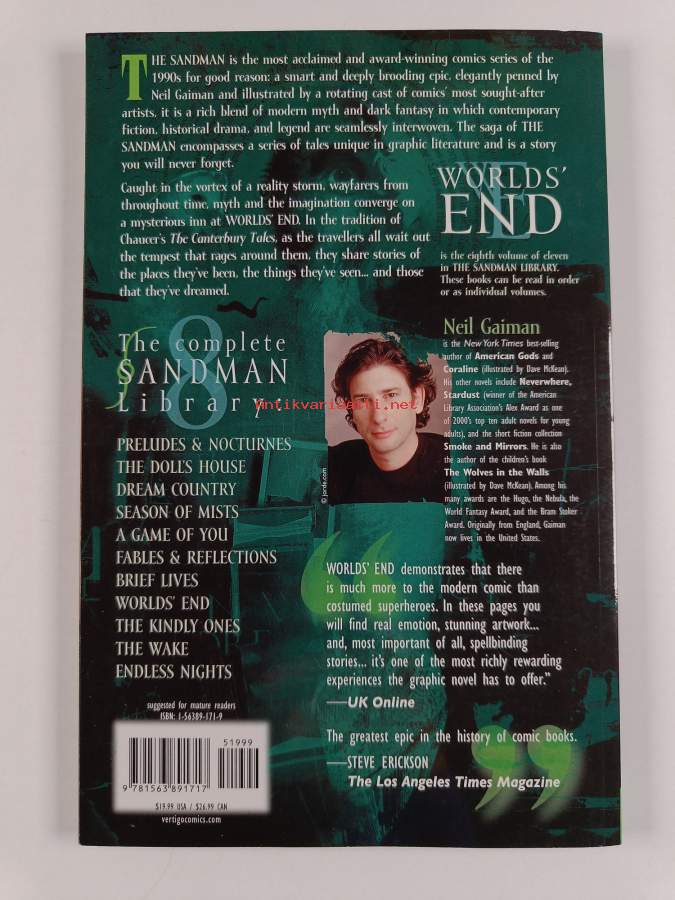 THE SANDMAN is the most acclaimed and award-winning comics series of the
1990s for good reason: a smart and deeply brooding epic, elegantly penned by
Neil Gaiman and illustrated by a rotating cast of comics' most sought-after
artists, it is a rich blend of modern myth and dark fantasy in which contemporary
fiction, historical drama, and legend are seamlessly interwoven. The saga of THE
SANDMAN encompasses a series of tales unique in graphic literature and is a story
you will never forget.
Caught in the vortex of a reality storm, wayfarers from
throughout time, myth and the imagination converge on
a mysterious inn at WORLDS' END. In the tradition of
Chaucer's The Canterbury Tales, as the travellers all wait out
the tempest that rages around them, they share stories of
the places they've been, the things they've seen... and those
that they've dreamed.
WE
WORLDS'
END
is the eighth volume of eleven
in THE SANDMAN LIBRARY.
These books can be read in order
or as individual volumes.
8
The complete
SANDMAN
Library
PRELUDES & NOCTURNES
THE DOLL'S HOUSE
DREAM COUNTRY
SEASON OF MISTS
A GAME OF YOU
FABLES & REFLECTIONS
BRIEF LIVES
WORLDS' END
THE KINDLY ONES
THE WAKE
ENDLESS NIGHTS
Antikvariaatti.net
© jorde.com
Neil Gaiman
is the New York Times best-selling
author of American Gods and
Coraline (illustrated by Dave McKean).
His other novels include Neverwhere,
Stardust (winner of the American
Library Association's Alex Award as one
of 2000's top ten adult novels for young
adults), and the short fiction collection
Smoke and Mirrors. He is also
the author of the children's book
The Wolves in the Walls
(illustrated by Dave McKean). Among his
many awards are the Hugo, the Nebula, the
World Fantasy Award, and the Bram Stoker
Award. Originally from England, Gaiman
now lives in the United States.
“
WORLDS' END demonstrates that there
is much more to the modern comic than
costumed superheroes. In these pages you
will find real emotion, stunning artwork...
and, most important of all, spellbinding
stories... it's one of the most richly rewarding
experiences the graphic novel has to offer."
—UK Online
The greatest epic in the history of comic books.
—STEVE ERICKSON
The Los Angeles Times Magazine
”
suggested for mature readers
ISBN: 1-56389-171-9
51999
9 781563 891717
$19.99 USA / $26.99 CAN
vertigocomics.com